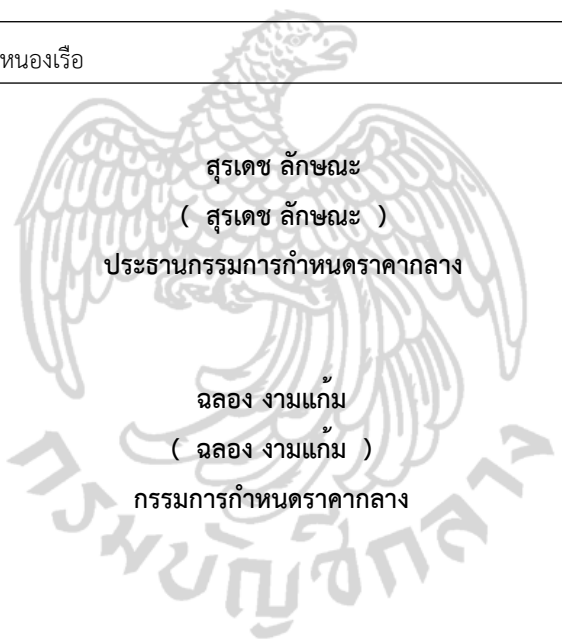 หนองเรือ
สุรเดช ลักษณะ
( สุรเดช ลักษณะ )
ประธานกรรมการกำหนดราคากลาง
ฉลอง งามแก้ม
( ฉลอง งามแก้ม )
กรรมการกำหนดราคากลาง
กรมบัญชีกลาง